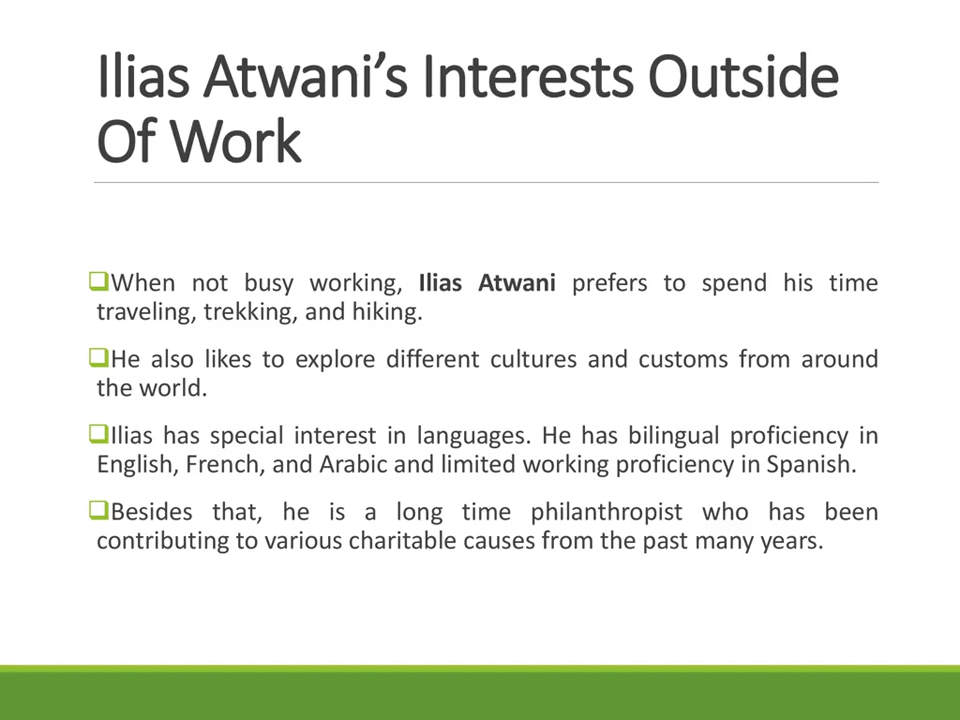 Ilias Atwani’s Interests Outside
Of Work
When not busy working, Ilias Atwani prefers to spend his time
traveling, trekking, and hiking.
He also likes to explore different cultures and customs from around
the world.
Ilias has special interest in languages. He has bilingual proficiency in
English, French, and Arabic and limited working proficiency in Spanish.
Besides that, he is a long time philanthropist who has been
contributing to various charitable causes from the past many years.